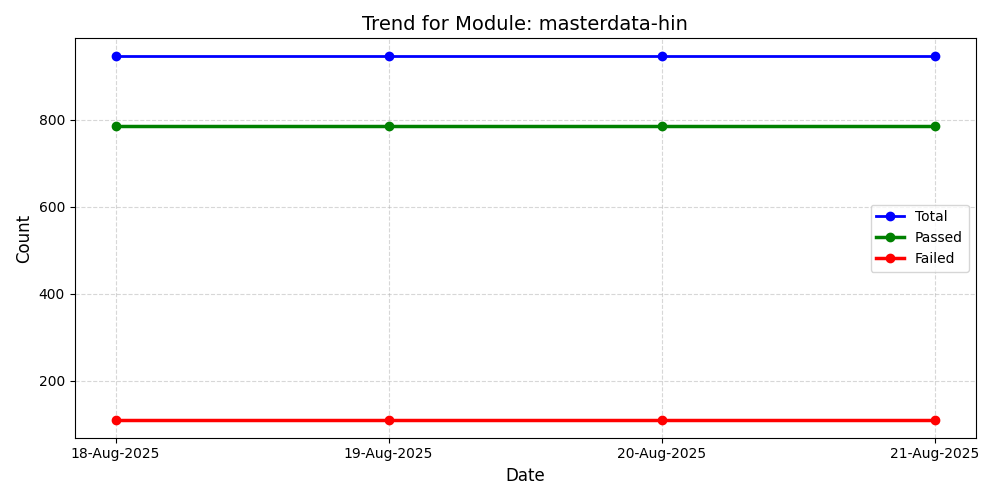 Trend for Module: masterdata-hin
800
600
400
200
Count
Total
Passed
Failed
18-Aug-2025 19-Aug-2025 20-Aug-2025 21-Aug-2025
Date